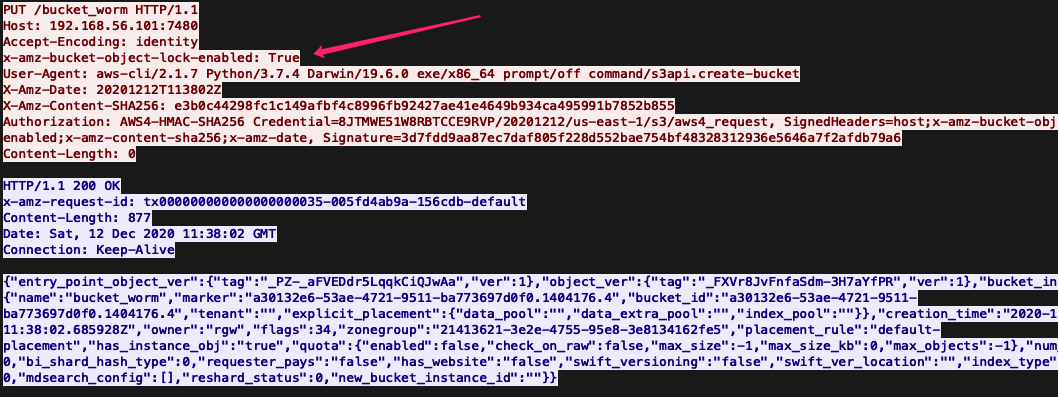 PUT /bucket_worm HTTP/1.1
Host: 192.168.56.101:7480
Accept-Encoding: identity
x-amz-bucket-object-lock-enabled: True
User-Agent: aws-cli/2.1.7 Python/3.7.4 Darwin/19.6.0 exe/x86_64 prompt/off command/s3api.create-bucket
X-Amz-Date: 20201212T113802Z
X-Amz-Content-SHA256: e3b0c44298fc1c149afbf4c8996fb92427ae41e4649b934ca495991b7852b855
Authorization: AWS4-HMAC-SHA256 Credential=8JTMWE51W8RBTCCE9RVP/20201212/us-east-1/s3/aws4_request, SignedHeaders=host;x-amz-bucket-obj
enabled;x-amz-content-sha256;x-amz-date, Signature=3d7fdd9aa87ec7daf805f228d552bae754bf48328312936e5646a7f2afdb79a6
Content-Length: 0
HTTP/1.1 200 OK
x-amz-request-id: tx000000000000000000035-005fd4ab9a-156cdb-default
Content-Length: 877
Date: Sat, 12 Dec 2020 11:38:02 GMT
Connection: Keep-Alive
{"entry_point_object_ver":{"tag":"_PZ-_aFVEDdr5LqqkCiQJwAa","ver":1},"object_ver":{"tag":"_FXVr8JvFnfaSdm-3H7aYfPR","ver":1},"bucket_in
{"name":"bucket_worm","marker":"a30132e6-53ae-4721-9511-ba773697d0f0.1404176.4","bucket_id":"a30132e6-53ae-4721-9511-
ba773697d0f0.1404176.4","tenant":"","explicit_placement":{"data_pool":"","data_extra_pool":"","index_pool":""}},"creation_time":"2020-1
11:38:02.685928Z","owner":"rgw","flags":34,"zonegroup":"21413621-3e2e-4755-95e8-3e8134162fe5","placement_rule":"default-
placement","has_instance_obj":"true","quota":{"enabled":false,"check_on_raw":false,"max_size":-1,"max_size_kb":0,"max_objects":-1},"num
0,"bi_shard_hash_type":0,"requester_pays":"false","has_website":"false","swift_versioning":"false","swift_ver_location":"","index_type"
0,"mdsearch_config":[],"reshard_status":0,"new_bucket_instance_id":""}}